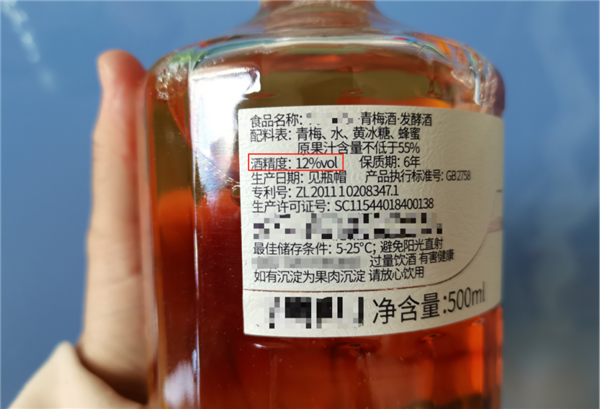 食品名称: 青梅酒·发酵酒
配料表: 青梅、水、黄冰糖、蜂蜜
原果汁含量不低于55%
酒精度: 12%vol 保质期: 6年
生产日期: 见瓶帽 产品执行标准号: GB2758
专利号: ZL 2011 1 0208347.1
生产许可证号: SC11544018400138
最佳储存条件: 5-25°C; 避免阳光直射
过量饮酒 有害健康
如有沉淀为果肉沉淀 请放心饮用
净含量:500ml